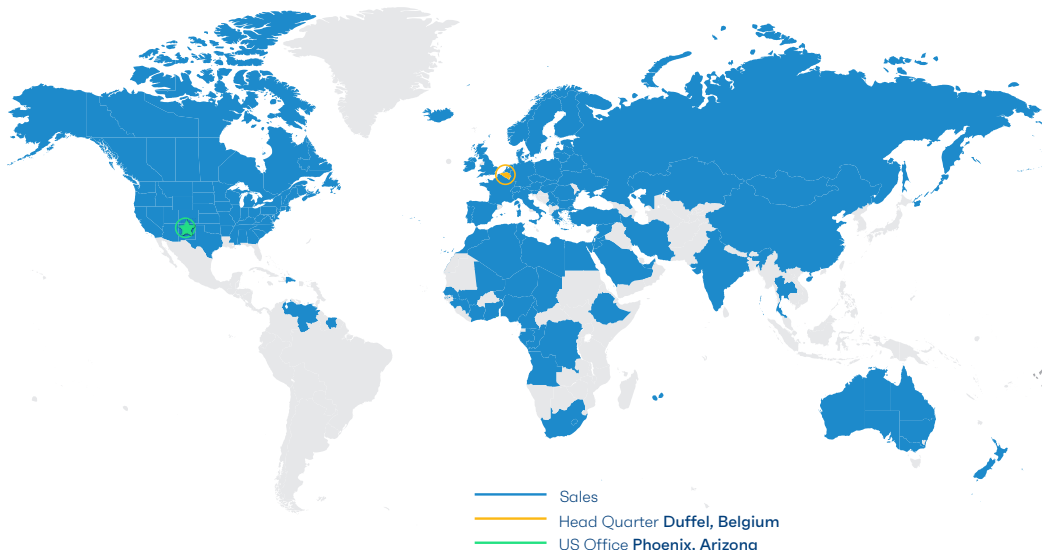 Sales
Head Quarter Duffel, Belgium
US Office Phoenix, Arizona